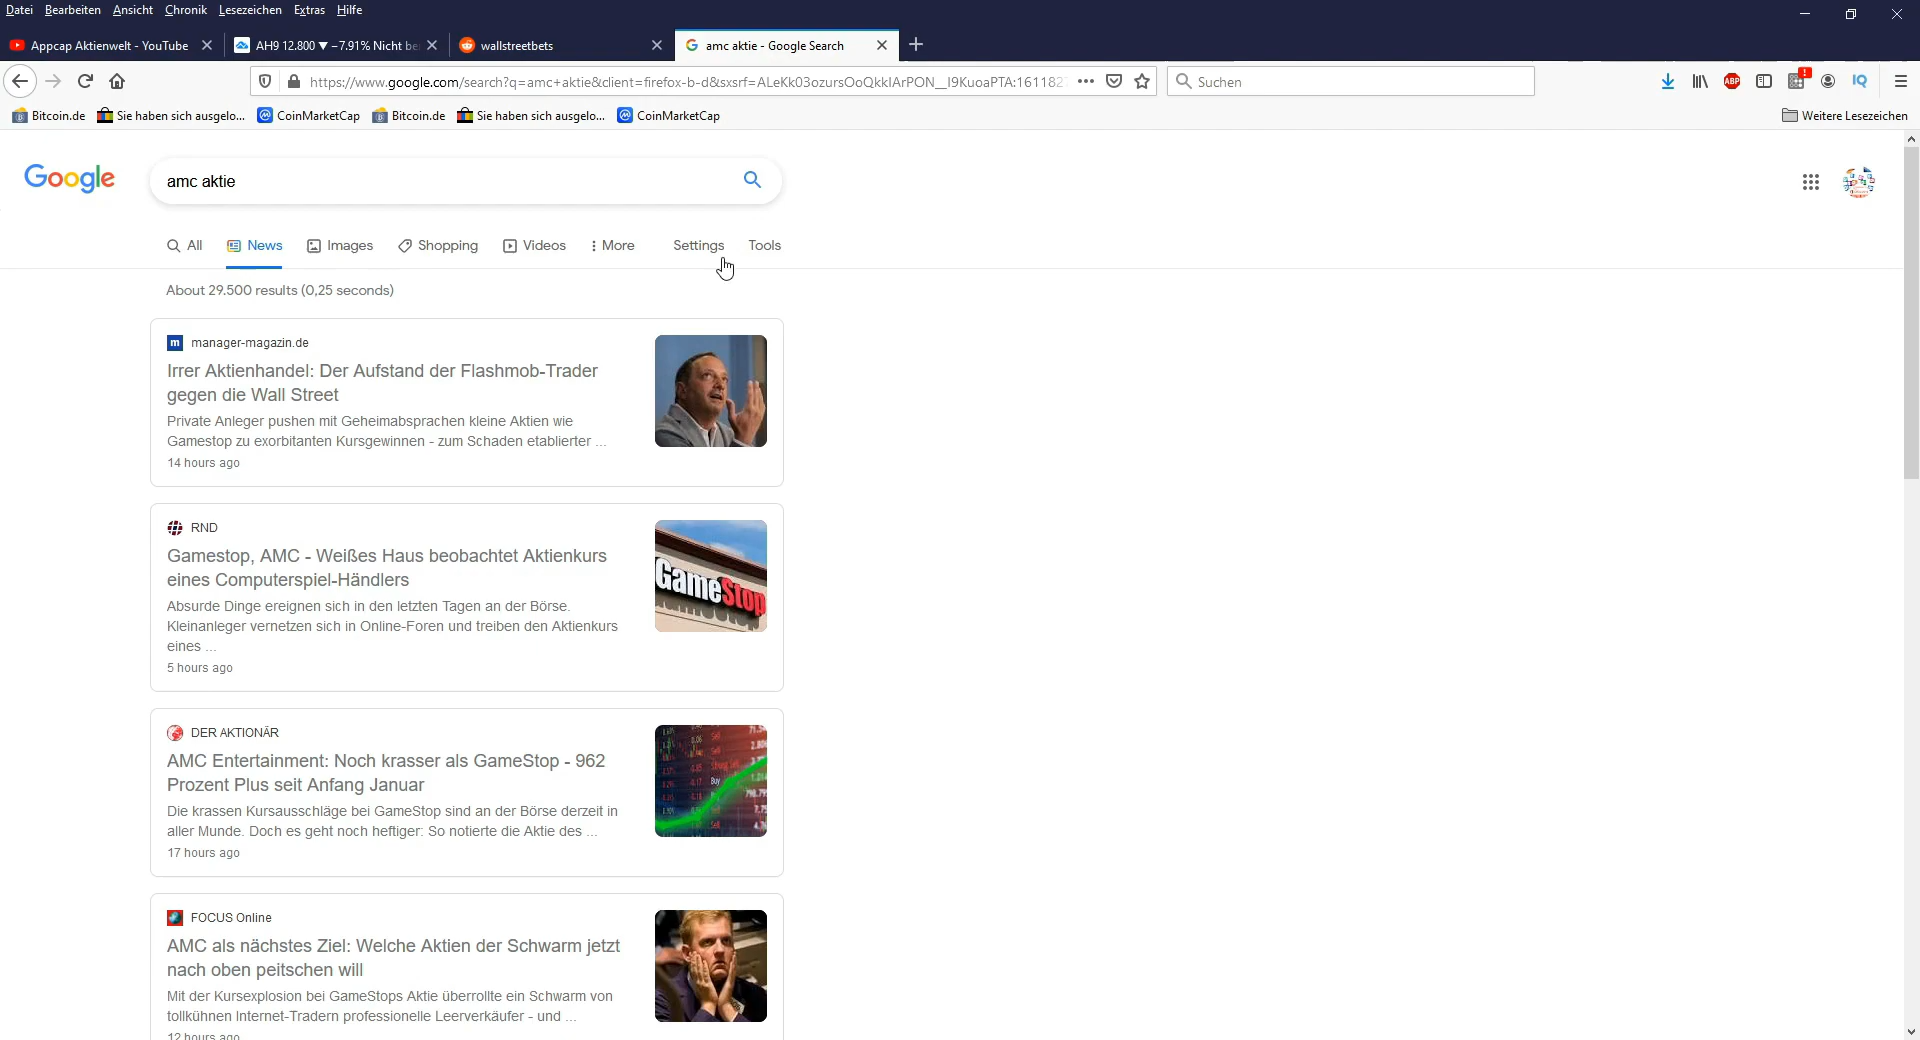 Datei Bearbeiten Ansicht Chronik Lesezeichen Extras Hilfe
Appcap Aktienwelt - YouTube
AH9 12.800 ▼ −7.91% Nicht be
wallstreetbets
amc aktie - Google Search
https://www.google.com/search?q=amc+aktie&client=firefox-b-d&sxsrf=ALeKk03ozursOoQkkIArPON__I9KuoaPTA:161182
Suchen
ABP
IQ
Bitcoin.de Sie haben sich ausgelo... CoinMarketCap Bitcoin.de Sie haben sich ausgelo... CoinMarketCap Weitere Lesezeichen
Google
amc aktie
All News Images Shopping Videos More Settings Tools
About 29.500 results (0,25 seconds)
m manager-magazin.de
Irrer Aktienhandel: Der Aufstand der Flashmob-Trader
gegen die Wall Street
Private Anleger pushen mit Geheimabsprachen kleine Aktien wie
Gamestop zu exorbitanten Kursgewinnen - zum Schaden etablierter ...
14 hours ago
RND
Gamestop, AMC - Weißes Haus beobachtet Aktienkurs
eines Computerspiel-Händlers
Absurde Dinge ereignen sich in den letzten Tagen an der Börse.
Kleinanleger vernetzen sich in Online-Foren und treiben den Aktienkurs
eines ...
5 hours ago
GameStop
DER AKTIONÄR
AMC Entertainment: Noch krasser als GameStop - 962
Prozent Plus seit Anfang Januar
Die krassen Kursausschläge bei GameStop sind an der Börse derzeit in
aller Munde. Doch es geht noch heftiger: So notierte die Aktie des ...
17 hours ago
Buy
FOCUS Online
AMC als nächstes Ziel: Welche Aktien der Schwarm jetzt
nach oben peitschen will
Mit der Kursexplosion bei GameStops Aktie überrollte ein Schwarm von
tollkühnen Internet-Tradern professionelle Leerverkäufer - und ...
12 hours ago